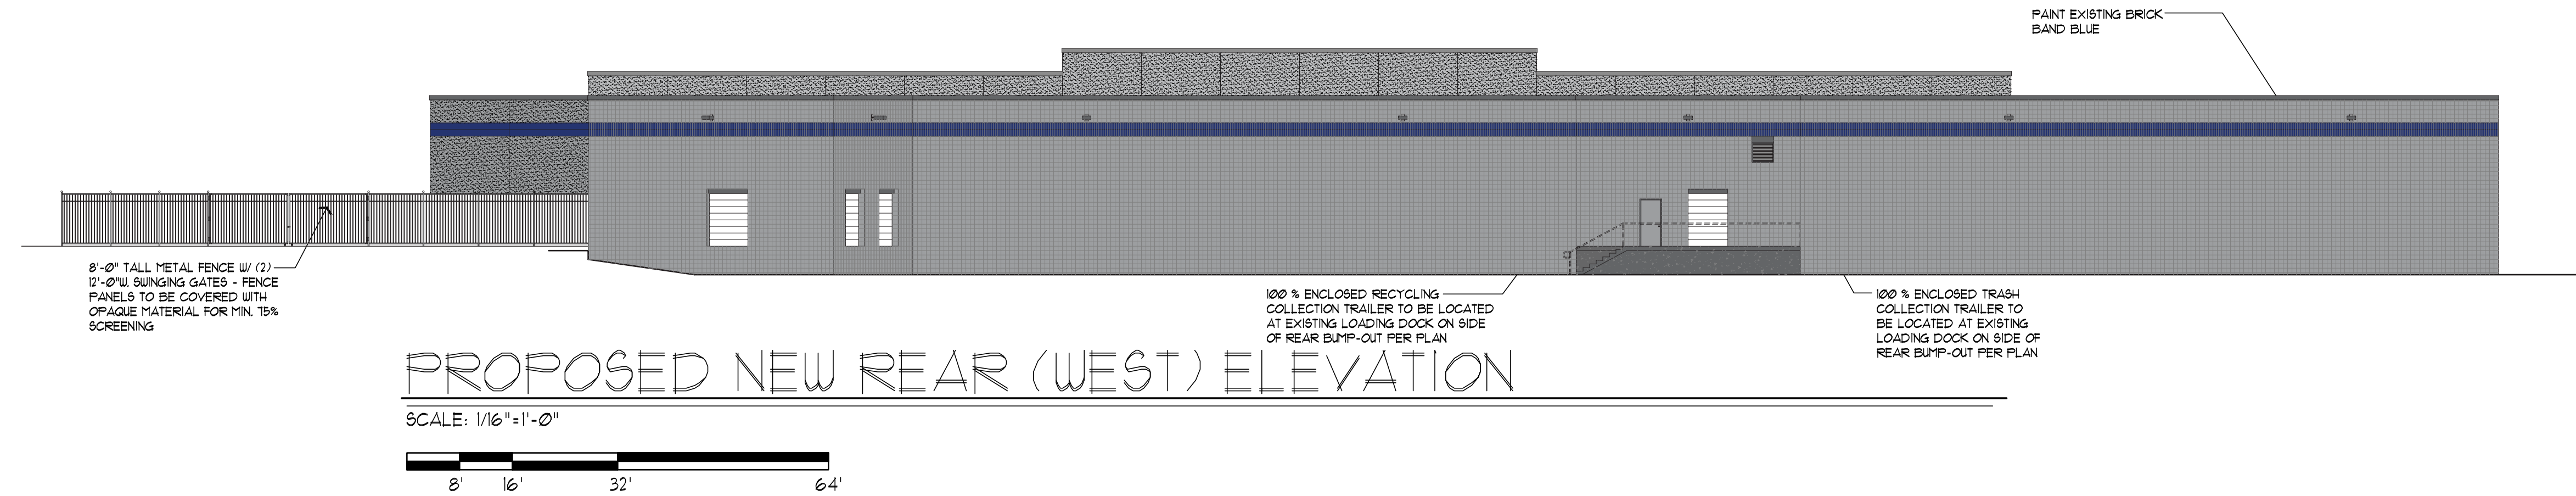 PAINT EXISTING BRICK
BAND BLUE
8'-0" TALL METAL FENCE W/ (2)
12'-0"W. SWINGING GATES - FENCE
PANELS TO BE COVERED WITH
OPAQUE MATERIAL FOR MIN. 75%
SCREENING
100 % ENCLOSED RECYCLING
COLLECTION TRAILER TO BE LOCATED
AT EXISTING LOADING DOCK ON SIDE
OF REAR BUMP-OUT PER PLAN
100 % ENCLOSED TRASH
COLLECTION TRAILER TO
BE LOCATED AT EXISTING
LOADING DOCK ON SIDE OF
REAR BUMP-OUT PER PLAN
PROPOSED NEW REAR (WEST) ELEVATION
SCALE: 1/16"=1'-0"
8' 16' 32' 64'